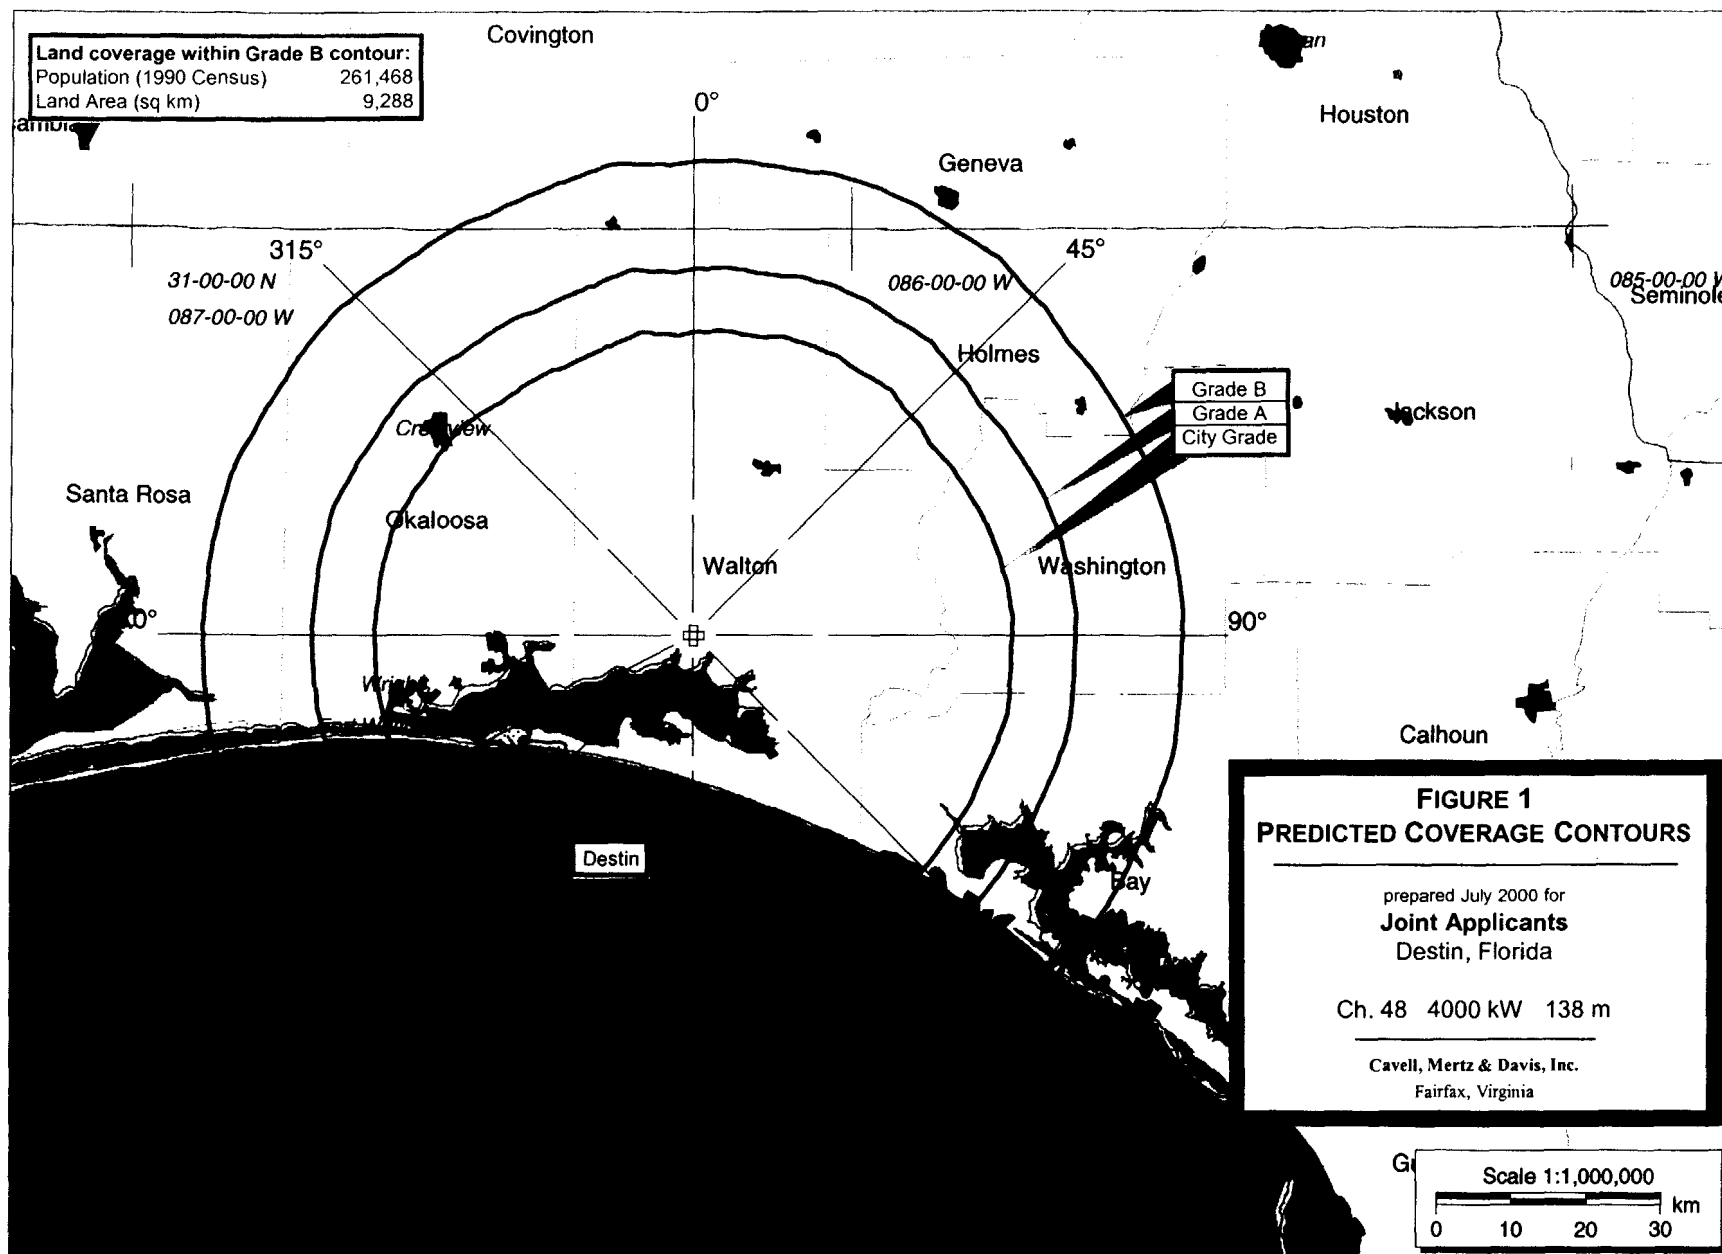 Covington
Land coverage within Grade B contour:
Population (1990 Census) 261,468
Land Area (sq km) 9,288
0°
Houston
Geneva
315°
45°
31-00-00 N
087-00-00 W
086-00-00 W
085-00-00 W
Seminole
Holmes
Grade B
Grade A
City Grade
Jackson
Crestview
Santa Rosa
Okaloosa
Walton
Washington
90°
Wright
Calhoun
Destin
Bay
FIGURE 1
PREDICTED COVERAGE CONTOURS
prepared July 2000 for
Joint Applicants
Destin, Florida
Ch. 48 4000 kW 138 m
Cavell, Mertz & Davis, Inc.
Fairfax, Virginia
Scale 1:1,000,000
km
0 10 20 30